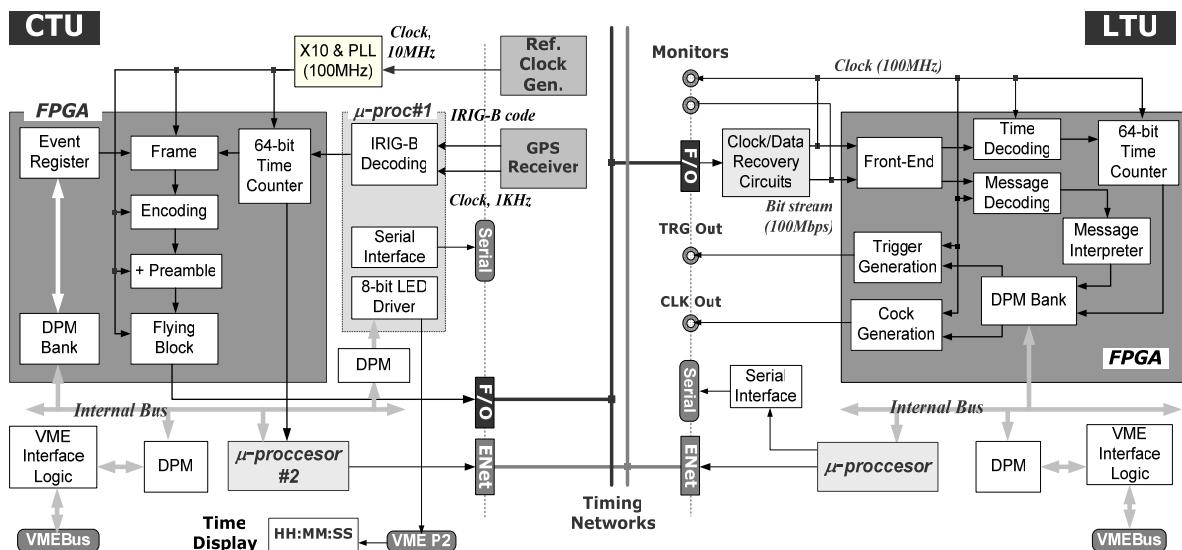 CTU
LTU
X10 & PLL
(100MHz)
Clock,
10MHz
Ref.
Clock
Gen.
FPGA
Event
Register
Frame
64-bit
Time
Counter
Encoding
+ Preamble
Flying
Block
DPM
Bank
μ-proc#1
IRIG-B
Decoding
IRIG-B code
GPS
Receiver
Clock, 1KHz
Serial
Interface
Serial
8-bit LED
Driver
DPM
F/O
Internal Bus
VME
Interface
Logic
DPM
μ-proccesor
#2
ENet
VMEBus
Time
Display
HH:MM:SS
VME P2
Timing
Networks
Monitors
Clock (100MHz)
F/O
Clock/Data
Recovery
Circuits
Bit stream
(100Mbps)
Front-End
Time
Decoding
64-bit
Time
Counter
Message
Decoding
Message
Interpreter
TRG Out
Trigger
Generation
DPM Bank
CLK Out
Cock
Generation
FPGA
Serial
Serial
Interface
Internal Bus
ENet
μ-proccesor
DPM
VME
Interface
Logic
VMEBus